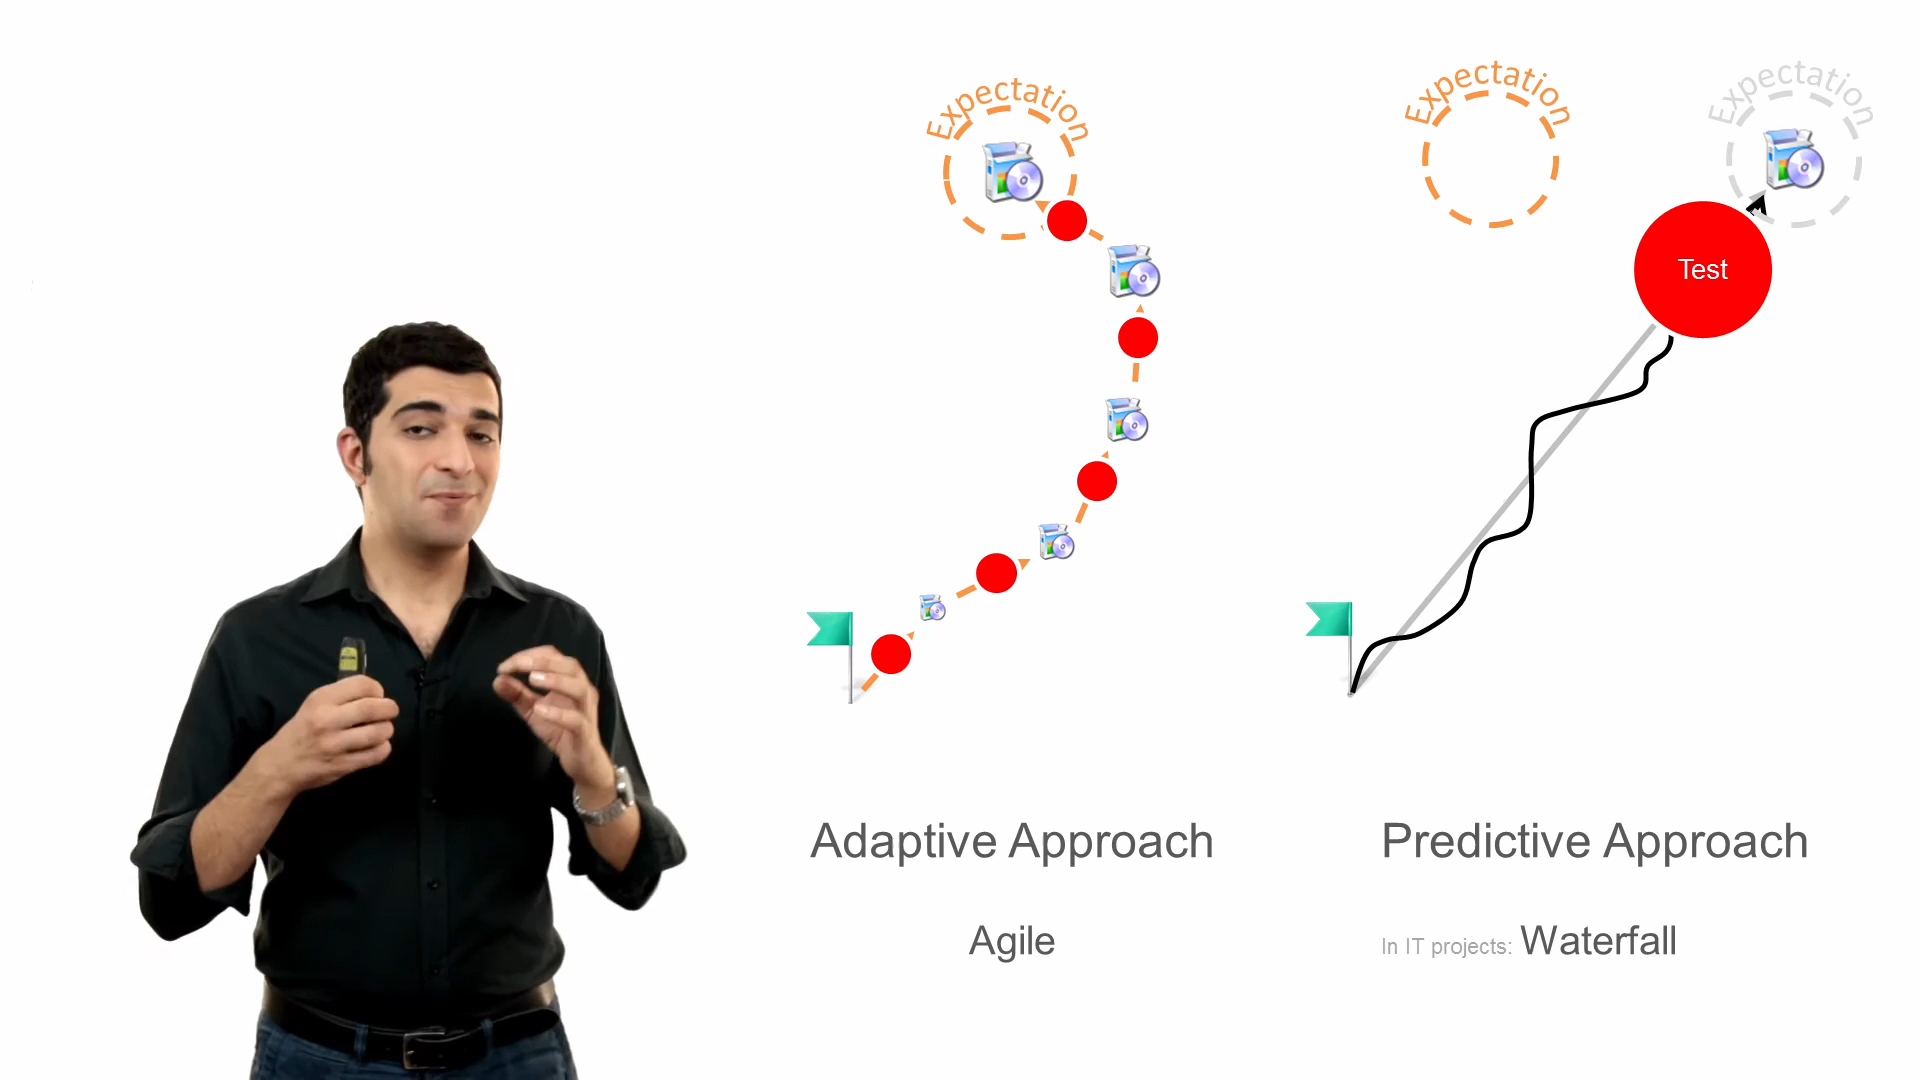 Expectation
Expectation
Expectation
Test
Adaptive Approach
Predictive Approach
Agile
In IT projects: Waterfall